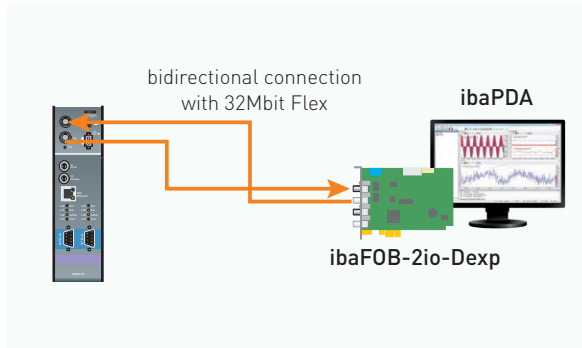 bidirectional connection
with 32Mbit Flex
ibaPDA
ibaFOB-2io-Dexp